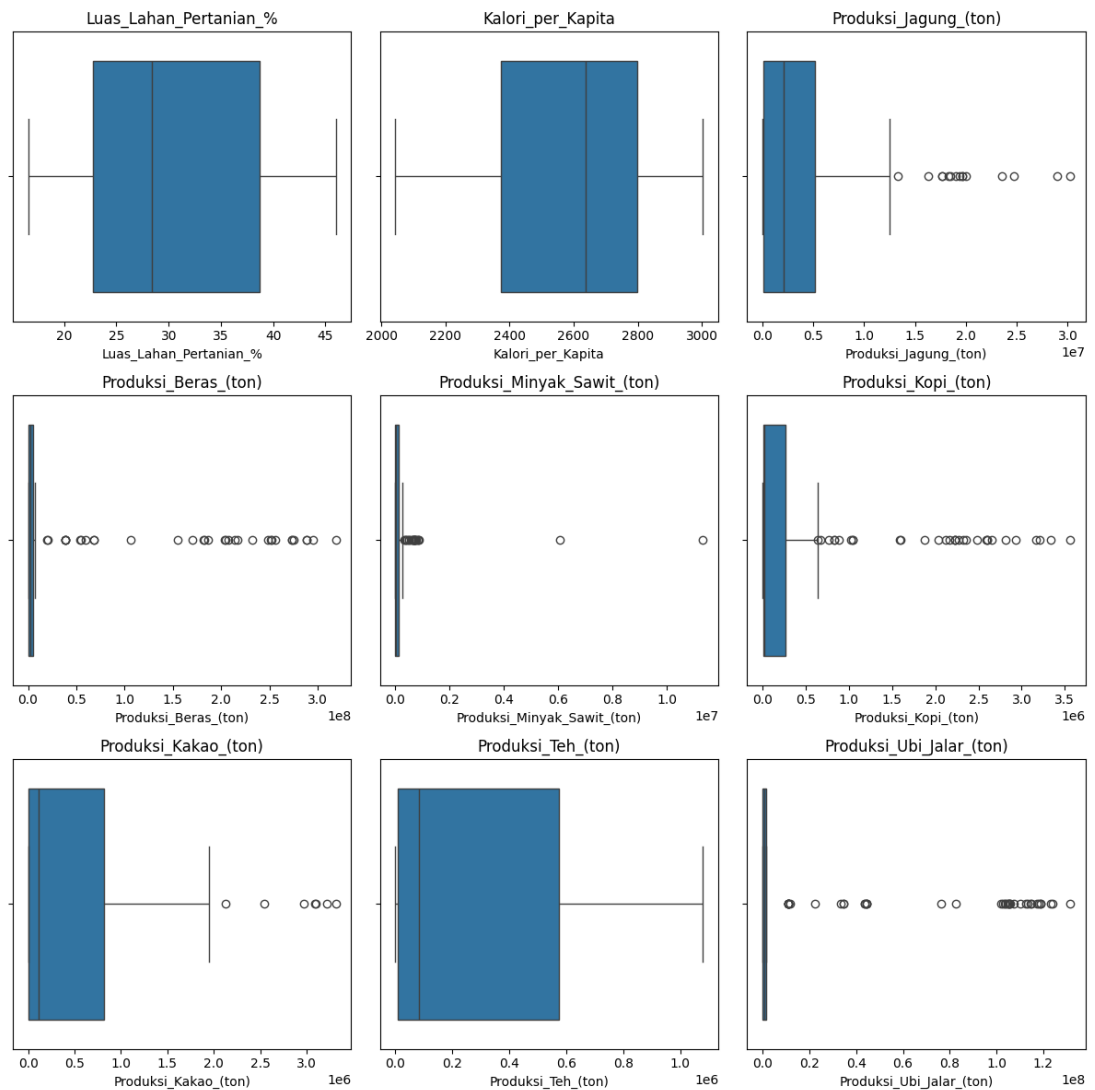 Luas_Lahan_Pertanian_%
Kalori_per_Kapita
Produksi_Jagung_(ton)
20 25 30 35 40 45
2000 2200 2400 2600 2800 3000
0.0 0.5 1.0 1.5 2.0 2.5 3.0
1e7
Luas_Lahan_Pertanian_%
Kalori_per_Kapita
Produksi_Jagung_(ton)
Produksi_Beras_(ton)
Produksi_Minyak_Sawit_(ton)
Produksi_Kopi_(ton)
0.0 0.5 1.0 1.5 2.0 2.5 3.0
1e8
0.0 0.2 0.4 0.6 0.8 1.0
1e7
0.0 0.5 1.0 1.5 2.0 2.5 3.0 3.5
1e6
Produksi_Beras_(ton)
Produksi_Minyak_Sawit_(ton)
Produksi_Kopi_(ton)
Produksi_Kakao_(ton)
Produksi_Teh_(ton)
Produksi_Ubi_Jalar_(ton)
0.0 0.5 1.0 1.5 2.0 2.5 3.0
1e6
0.0 0.2 0.4 0.6 0.8 1.0
1e6
0.0 0.2 0.4 0.6 0.8 1.0 1.2
1e8
Produksi_Kakao_(ton)
Produksi_Teh_(ton)
Produksi_Ubi_Jalar_(ton)